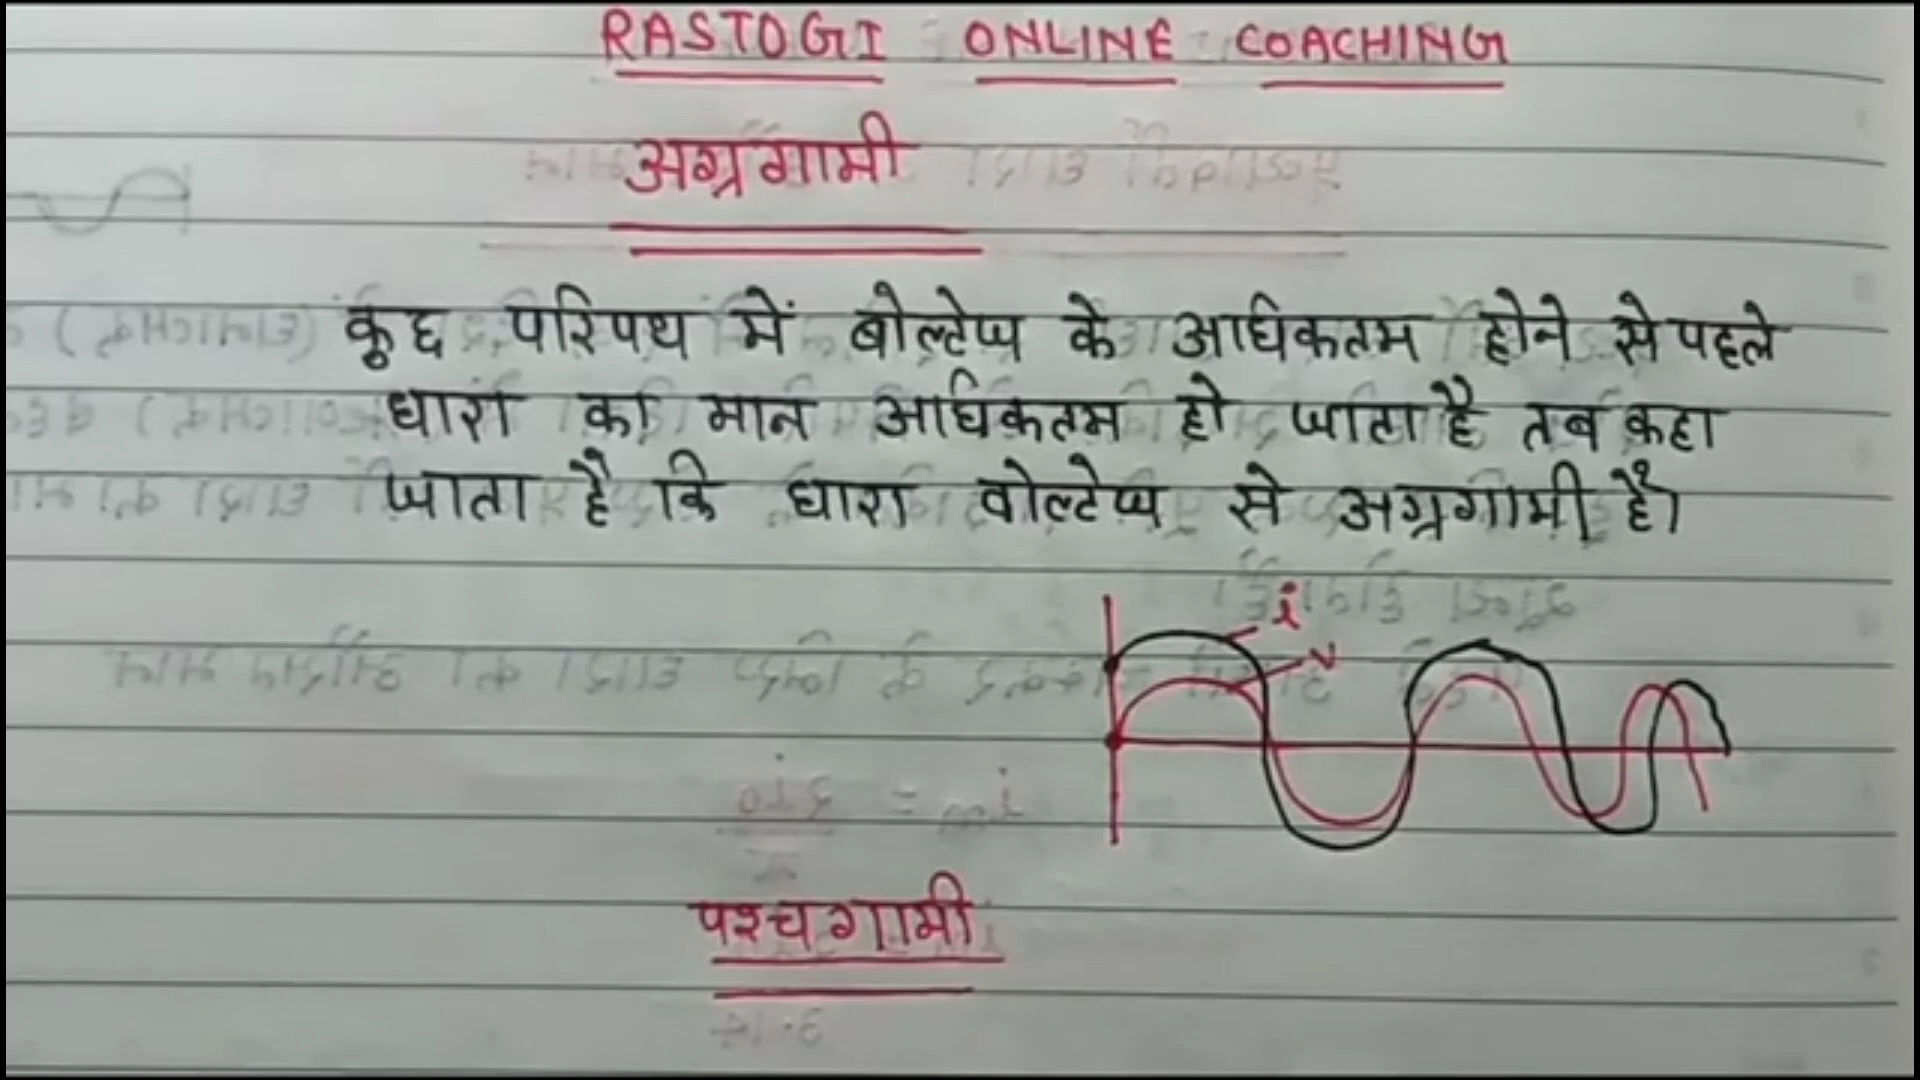 RASTOGI ONLINE COACHING
अग्रगामी
कुछ परिपथ में बोल्टेज के अधिकतम होने से पहले
धारा का मान अधिकतम हो जाता है तब कहा
जाता है कि धारा वोल्टेज से अग्रगामी है।
i
v
पश्चगामी